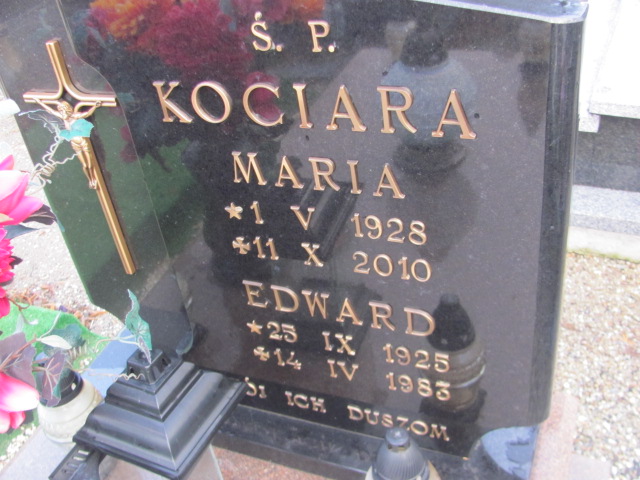 Ś. P.
KOCIARA
MARIA
* 1 V 1928
✠ 11 X 2010
EDWARD
* 25 IX 1925
✠ 14 IV 1983
ICH DUSZOM